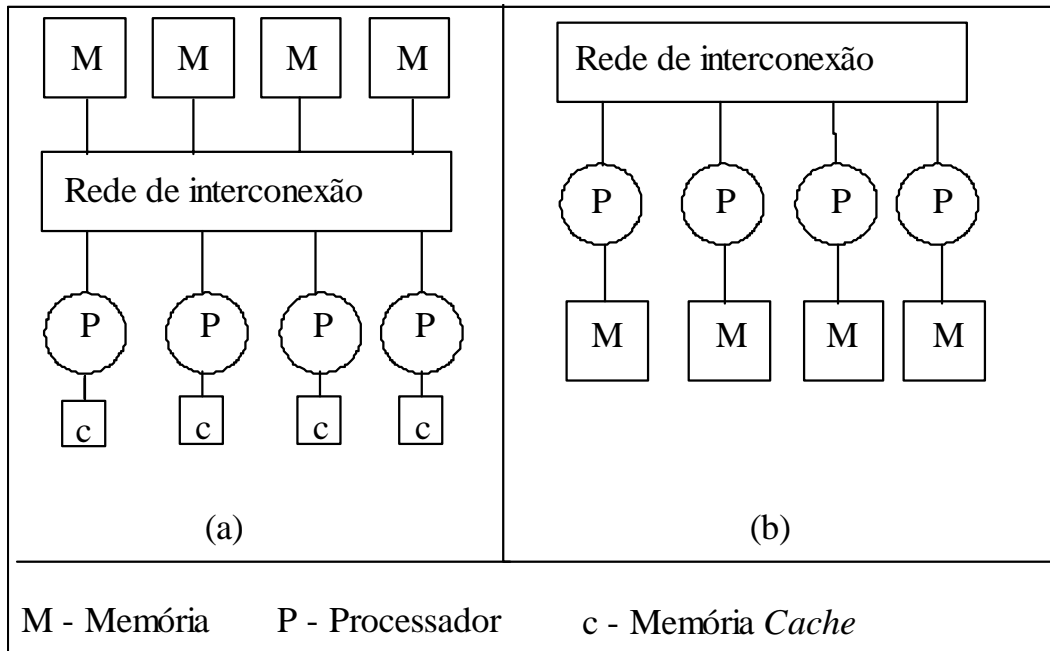 M M M M
Rede de interconexão
P P P P
c c c c
(a)
Rede de interconexão
P P P P
M M M M
(b)
M - Memória P - Processador c - Memória Cache